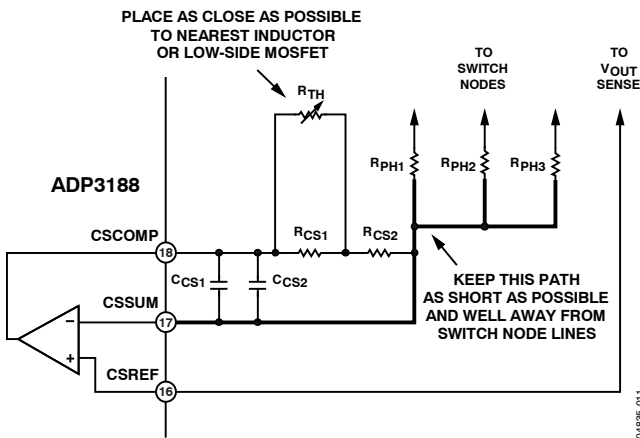 PLACE AS CLOSE AS POSSIBLE
TO NEAREST INDUCTOR
OR LOW-SIDE MOSFET
TO
SWITCH
NODES
TO
VOUT
SENSE
RTH
RPH1
RPH2
RPH3
ADP3188
CSCOMP
18
RCS1
RCS2
CCS1
CCS2
KEEP THIS PATH
AS SHORT AS POSSIBLE
AND WELL AWAY FROM
SWITCH NODE LINES
CSSUM
17
–
+
CSREF
16
04835-011